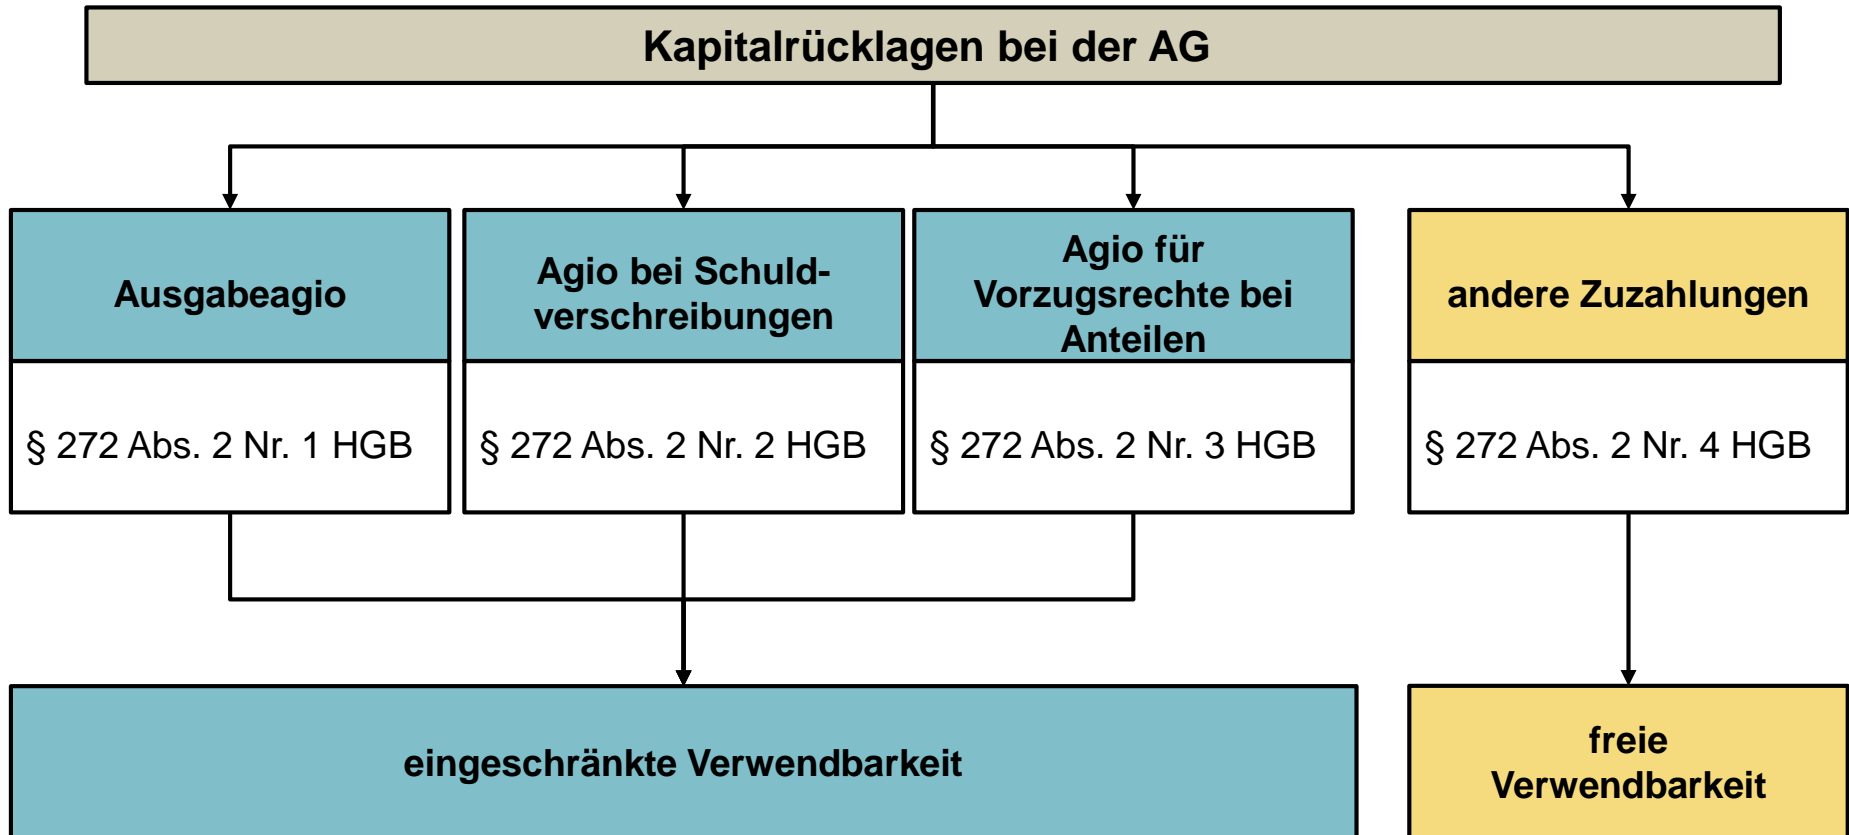 Kapitalrücklagen bei der AG
Ausgabeagio
§ 272 Abs. 2 Nr. 1 HGB
Agio bei Schuld-
verschreibungen
§ 272 Abs. 2 Nr. 2 HGB
Agio für
Vorzugsrechte bei
Anteilen
§ 272 Abs. 2 Nr. 3 HGB
andere Zuzahlungen
§ 272 Abs. 2 Nr. 4 HGB
eingeschränkte Verwendbarkeit
freie
Verwendbarkeit